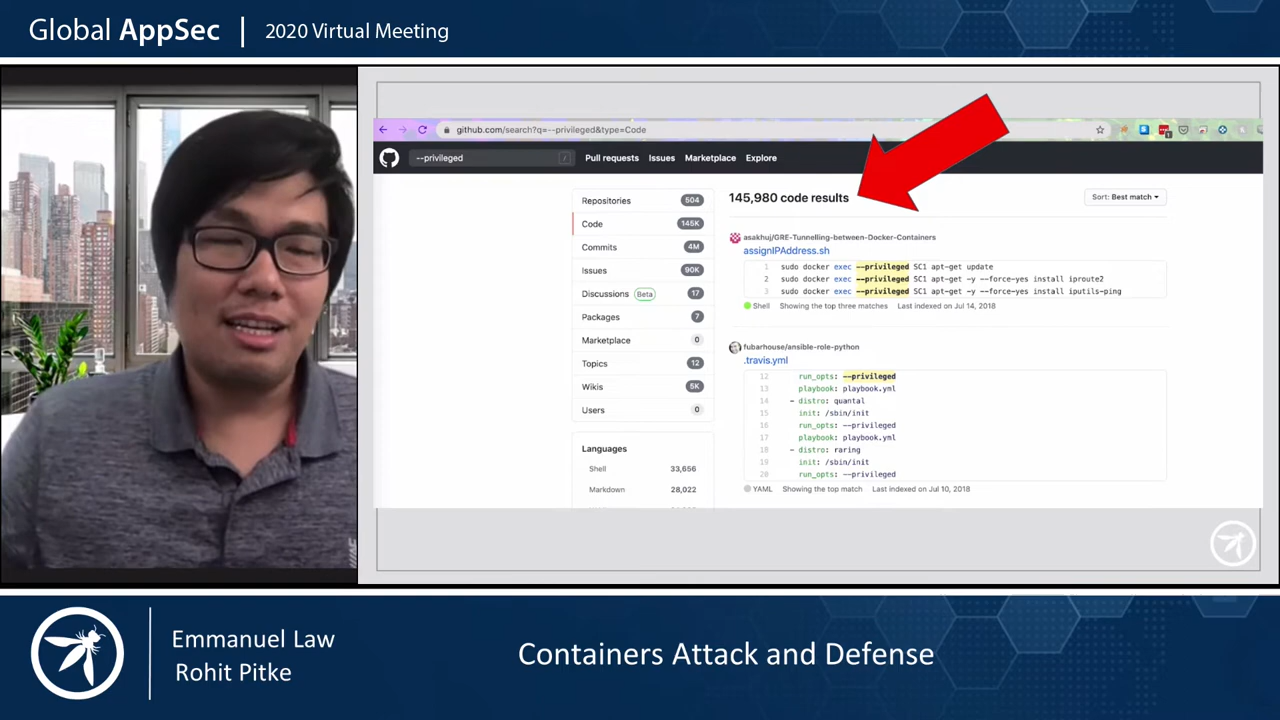 Global AppSec | 2020 Virtual Meeting
github.com/search?q=--privileged&type=Code
--privileged / Pull requests Issues Marketplace Explore
Repositories 504
Code 145K
Commits 4M
Issues 90K
Discussions Beta 17
Packages 7
Marketplace 0
Topics 12
Wikis 5K
Users 0
Languages
Shell 33,656
Markdown 28,022
145,980 code results
Sort: Best match
asakhuj/GRE-Tunnelling-between-Docker-Containers
assignIPAddress.sh
1 sudo docker exec --privileged SC1 apt-get update
2 sudo docker exec --privileged SC1 apt-get -y --force-yes install iproute2
3 sudo docker exec --privileged SC1 apt-get -y --force-yes install iputils-ping
Shell Showing the top three matches Last indexed on Jul 14, 2018
fubarhouse/ansible-role-python
.travis.yml
12 run_opts: --privileged
13 playbook: playbook.yml
14 - distro: quantal
15 init: /sbin/init
16 run_opts: --privileged
17 playbook: playbook.yml
18 - distro: raring
19 init: /sbin/init
20 run_opts: --privileged
YAML Showing the top match Last indexed on Jul 10, 2018
Emmanuel Law
Rohit Pitke
Containers Attack and Defense